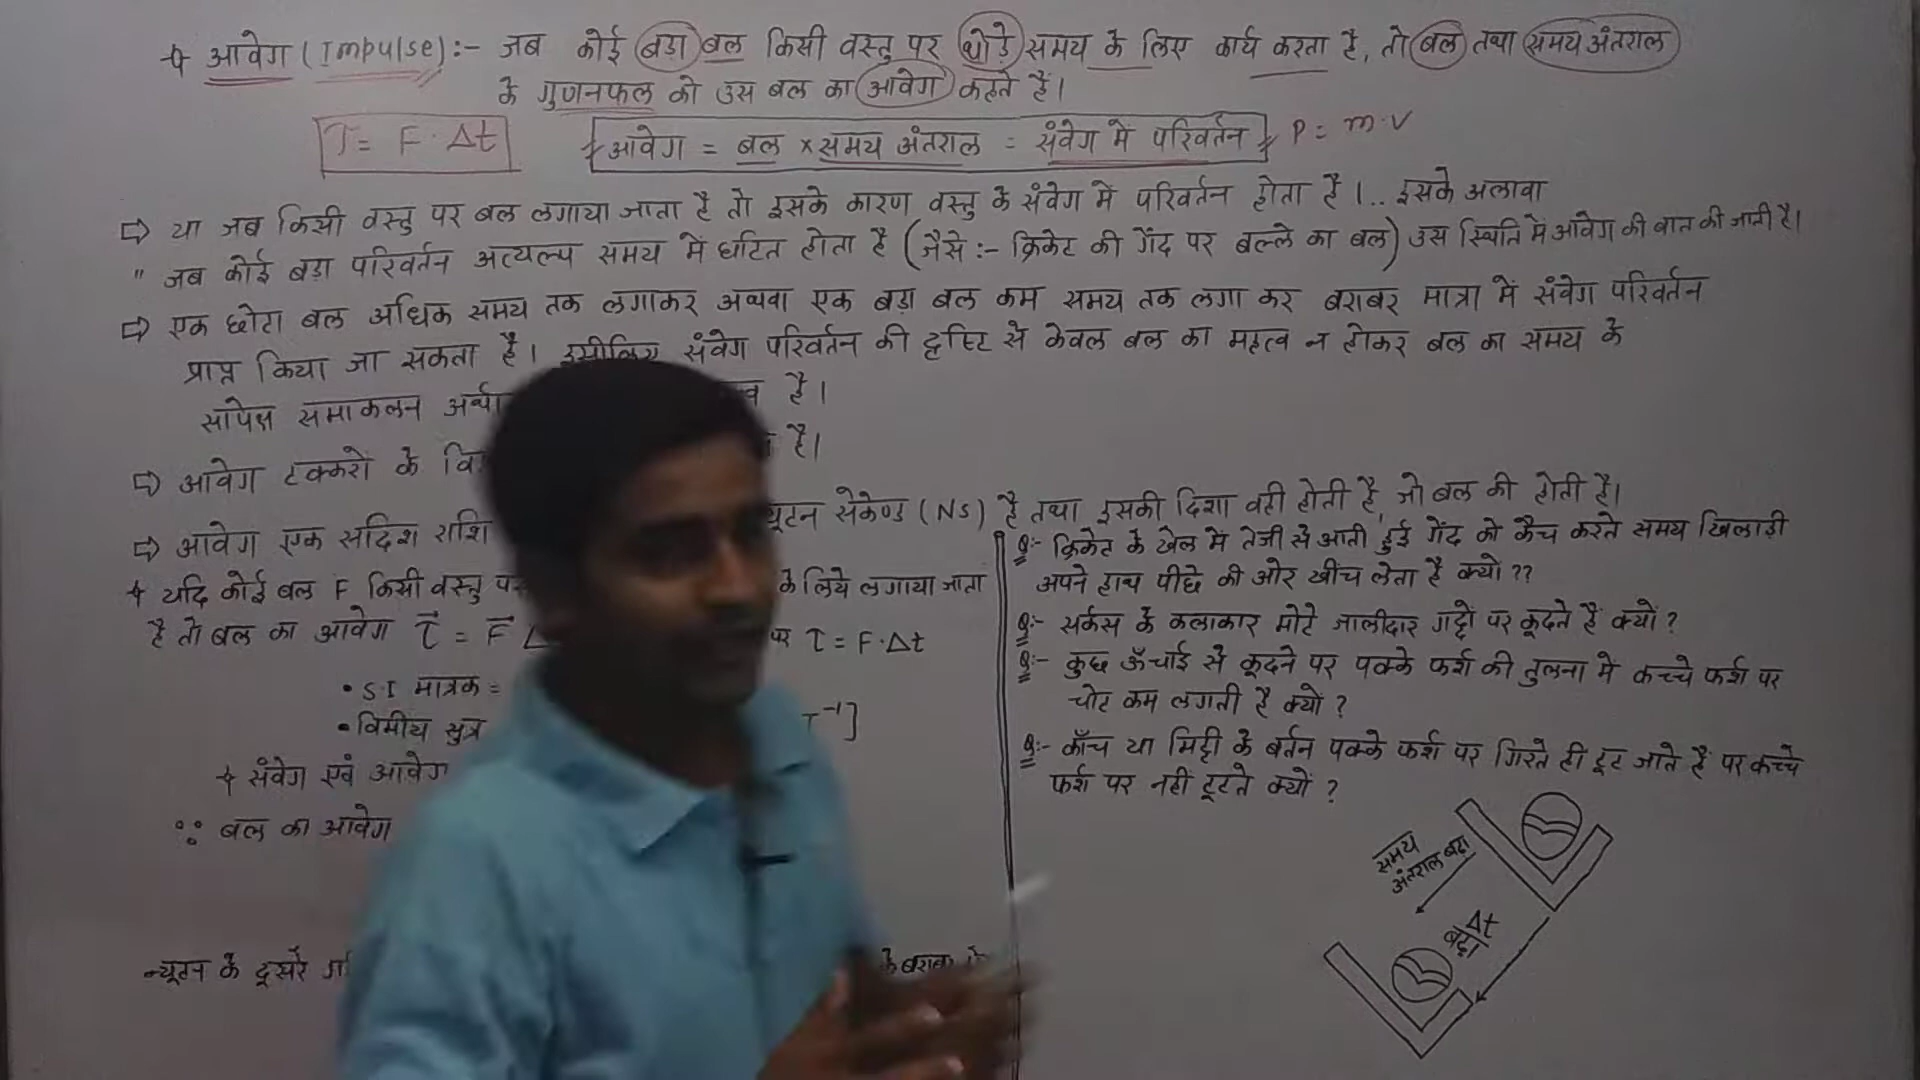 आवेग (Impulse):- जब कोई बड़ा बल किसी वस्तु पर थोड़े समय के लिए कार्य करता है, तो बल तथा समय अंतराल
के गुणनफल को उस बल का आवेग कहते हैं।
τ = F·Δt
आवेग = बल × समय अंतराल = संवेग में परिवर्तन
P = m·v
⇨ या जब किसी वस्तु पर बल लगाया जाता है तो इसके कारण वस्तु के संवेग में परिवर्तन होता है।.. इसके अलावा
" जब कोई बड़ा परिवर्तन अत्यल्प समय में घटित होता है (जैसे:- क्रिकेट की गेंद पर बल्ले का बल) उस स्थिति में आवेग की बात की जाती है।
⇨ एक छोटा बल अधिक समय तक लगाकर अथवा एक बड़ा बल कम समय तक लगा कर बराबर मात्रा में संवेग परिवर्तन
प्राप्त किया जा सकता है। इसीलिए संवेग परिवर्तन की दृष्टि से केवल बल का महत्व न होकर बल का समय के
सापेक्ष समाकलन है।
⇨ आवेग टक्करों के है।
⇨ आवेग एक सदिश राशि सेकेण्ड (NS) है तथा इसकी दिशा वही होती है, जो बल की होती है।
+ यदि कोई बल F किसी वस्तु के लिये लगाया जाता
है तो बल का आवेग τ⃗ = F⃗ पर τ = F·Δt
• S.I मात्रक =
• विमीय सूत्र T⁻¹]
+ संवेग एवं आवेग
∵ बल का आवेग
न्यूटन के दूसरे के बराबर
Q:- क्रिकेट के खेल में तेजी से आती हुई गेंद को कैच करते समय खिलाड़ी
अपने हाथ पीछे की ओर खींच लेता है क्यों ??
Q:- सर्कस के कलाकार मोटे जालीदार गद्दो पर कूदते हैं क्यों ?
Q:- कुछ ऊँचाई से कूदने पर पक्के फर्श की तुलना मे कच्चे फर्श पर
चोट कम लगती है क्यों ?
Q:- काँच या मिट्टी के बर्तन पक्के फर्श पर गिरते ही टूट जाते हैं पर कच्चे
फर्श पर नहीं टूटते क्यों ?
समय
अंतराल बढ़ा
Δt
बढ़ा